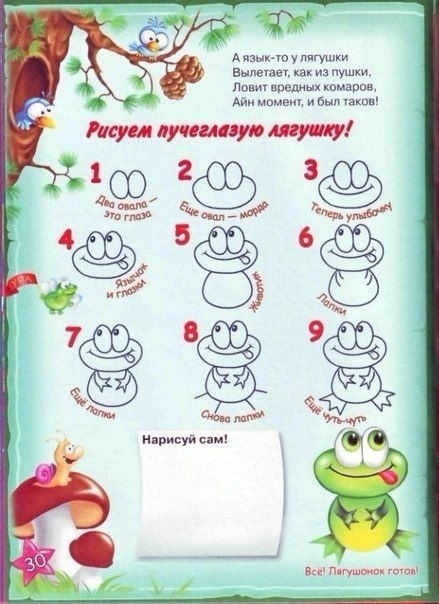 А язык-то у лягушки
Вылетает, как из пушки,
Ловит вредных комаров,
Айн момент, и был таков!
Рисуем пучеглазую лягушку!
1
Два овала —
это глаза
2
Еще овал — морда
3
Теперь улыбочку
4
Язычок
и глазки
5
Животик
6
Лапки
УРА
7
Ещё лапки
8
Снова лапки
9
Ещё чуть-чуть
Нарисуй сам!
30
Всё! Лягушонок готов!